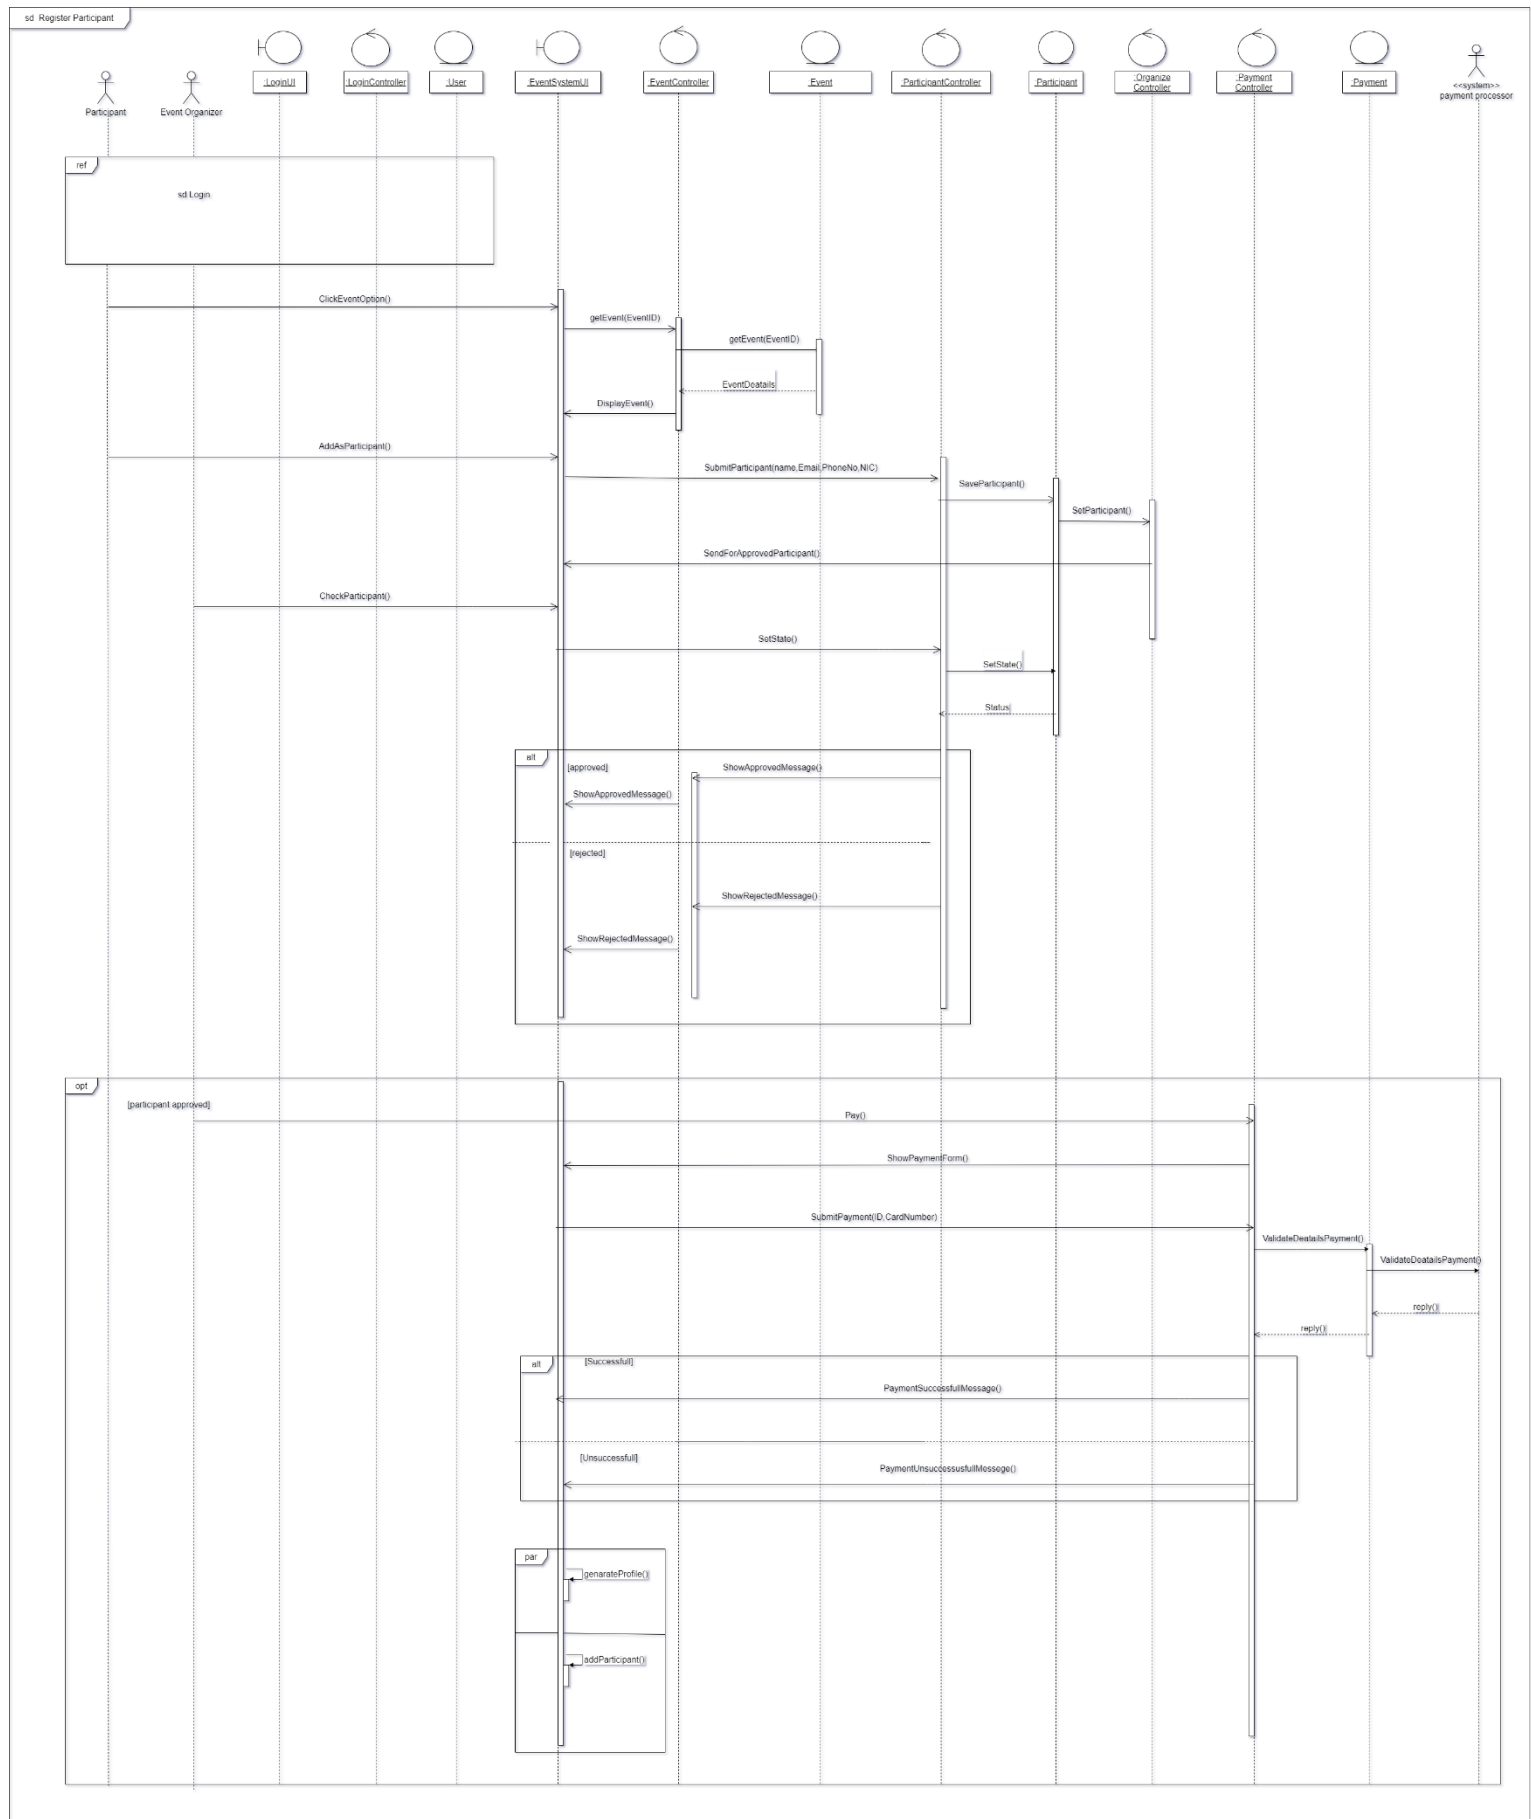 sd Register Participant
Participant
Event Organizer
:LoginUI
:LoginController
:User
:EventSystemUI
:EventController
:Event
:ParticipantController
:Participant
:Organize
Controller
:Payment
Controller
:Payment
<<system>>
payment processor
ref
sd Login
ClickEventOption()
getEvent(EventID)
getEvent(EventID)
EventDeatails
DisplayEvent()
AddAsParticipant()
SubmitParticipant(name,Email,PhoneNo,NIC)
SaveParticipant()
SetParticipant()
SendForApprovedParticipant()
CheckParticipant()
SetState()
SetState()
Status
alt
[approved]
ShowApprovedMessage()
ShowApprovedMessage()
[rejected]
ShowRejectedMessage()
ShowRejectedMessage()
opt
[participant approved]
Pay()
ShowPaymentForm()
SubmitPayment(ID,CardNumber)
ValidateDeatailsPayment()
ValidateDeatailsPayment()
reply()
reply()
alt
[Successfull]
PaymentSuccessfullMessage()
[Unsuccessfull]
PaymentUnsuccessusfullMessege()
par
genarateProfile()
addParticipant()